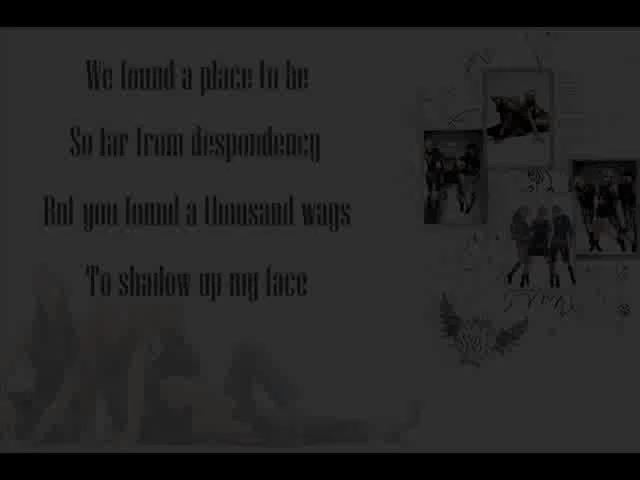 We found a place to be
So far from despondency
But you found a thousand ways
To shadow up my face